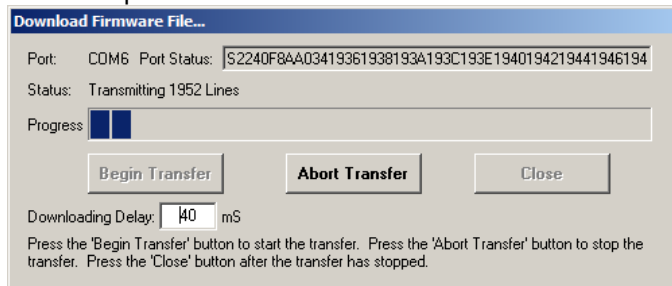 Download Firmware File...
Port: COM6 Port Status: S2240F8AA03419361938193A193C193E1940194219441946194
Status: Transmitting 1952 Lines
Progress
Begin Transfer Abort Transfer Close
Downloading Delay: 40 mS
Press the 'Begin Transfer' button to start the transfer. Press the 'Abort Transfer' button to stop the
transfer. Press the 'Close' button after the transfer has stopped.